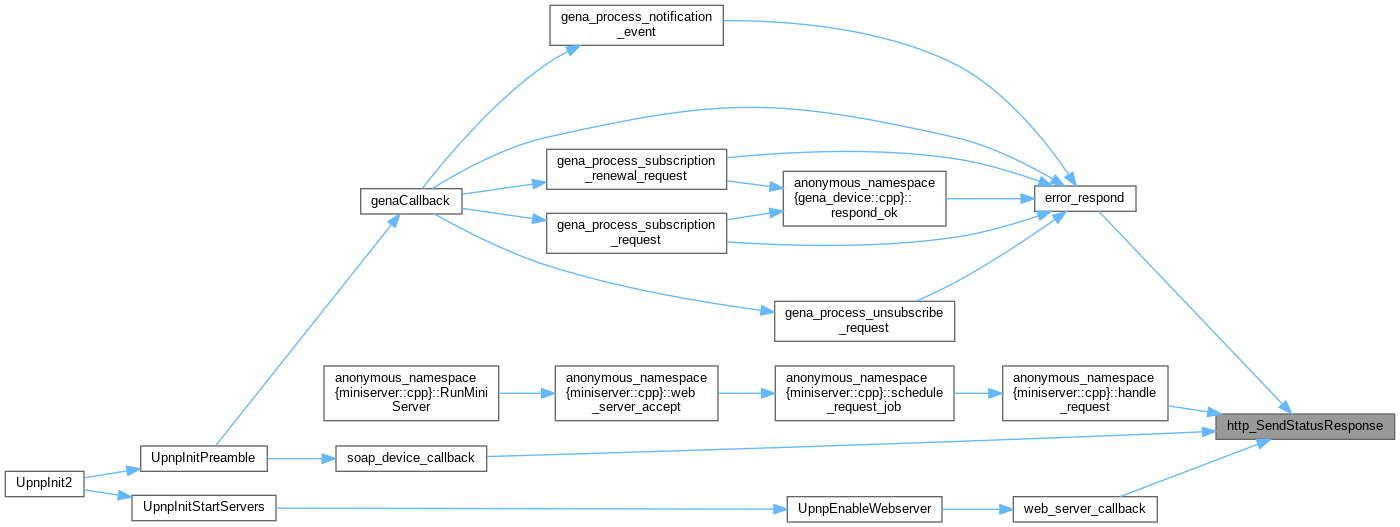 gena_process_notification
_event
genaCallback
gena_process_subscription
_renewal_request
gena_process_subscription
_request
anonymous_namespace
{gena_device::cpp}::
respond_ok
error_respond
gena_process_unsubscribe
_request
anonymous_namespace
{miniserver::cpp}::RunMini
Server
anonymous_namespace
{miniserver::cpp}::web
_server_accept
anonymous_namespace
{miniserver::cpp}::schedule
_request_job
anonymous_namespace
{miniserver::cpp}::handle
_request
http_SendStatusResponse
UpnpInitPreamble
soap_device_callback
UpnpInit2
UpnpInitStartServers
UpnpEnableWebserver
web_server_callback